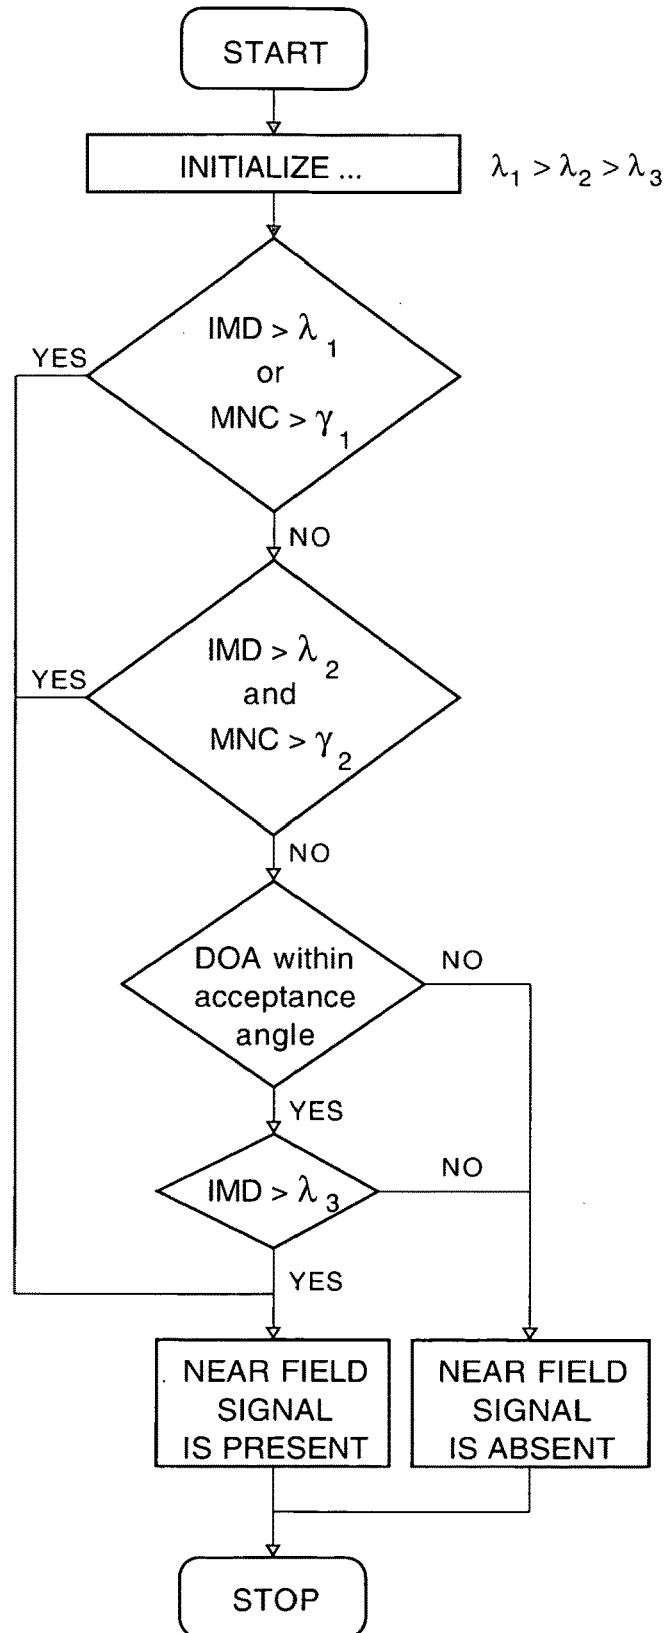 START
INITIALIZE ...
λ1 > λ2 > λ3
IMD > λ1
or
MNC > γ1
YES
NO
IMD > λ2
and
MNC > γ2
YES
NO
DOA within
acceptance
angle
NO
YES
IMD > λ3
NO
YES
NEAR FIELD
SIGNAL
IS PRESENT
NEAR FIELD
SIGNAL
IS ABSENT
STOP